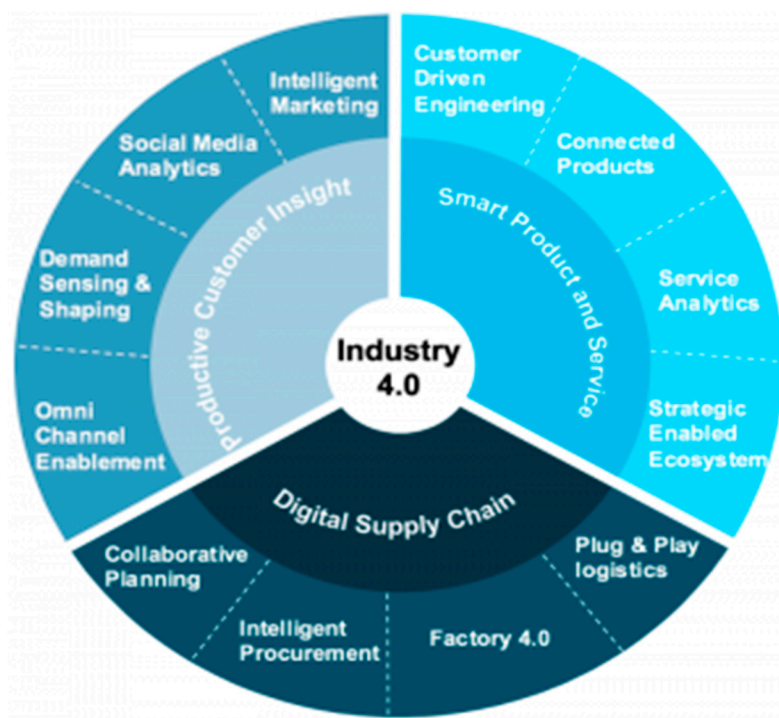 Intelligent
Marketing
Social Media
Analytics
Demand
Sensing &
Shaping
Omni
Channel
Enablement
Productive Customer Insight
Customer
Driven
Engineering
Connected
Products
Service
Analytics
Strategic
Enabled
Ecosystem
Smart Product and Service
Industry
4.0
Digital Supply Chain
Collaborative
Planning
Intelligent
Procurement
Factory 4.0
Plug & Play
logistics